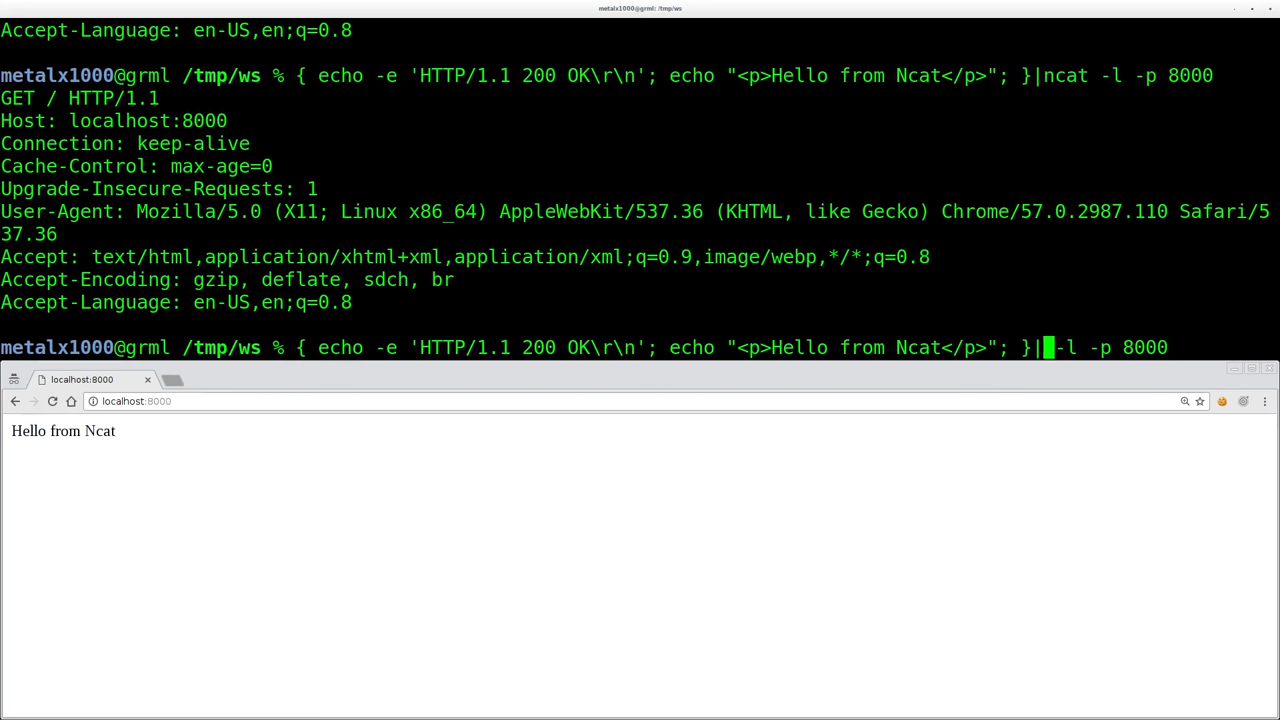 metalx1000@grml: /tmp/ws
Accept-Language: en-US,en;q=0.8
metalx1000@grml /tmp/ws % { echo -e 'HTTP/1.1 200 OK\r\n'; echo "<p>Hello from Ncat</p>"; }|ncat -l -p 8000
GET / HTTP/1.1
Host: localhost:8000
Connection: keep-alive
Cache-Control: max-age=0
Upgrade-Insecure-Requests: 1
User-Agent: Mozilla/5.0 (X11; Linux x86_64) AppleWebKit/537.36 (KHTML, like Gecko) Chrome/57.0.2987.110 Safari/5
37.36
Accept: text/html,application/xhtml+xml,application/xml;q=0.9,image/webp,*/*;q=0.8
Accept-Encoding: gzip, deflate, sdch, br
Accept-Language: en-US,en;q=0.8
metalx1000@grml /tmp/ws % { echo -e 'HTTP/1.1 200 OK\r\n'; echo "<p>Hello from Ncat</p>"; }| -l -p 8000
localhost:8000
localhost:8000
Hello from Ncat